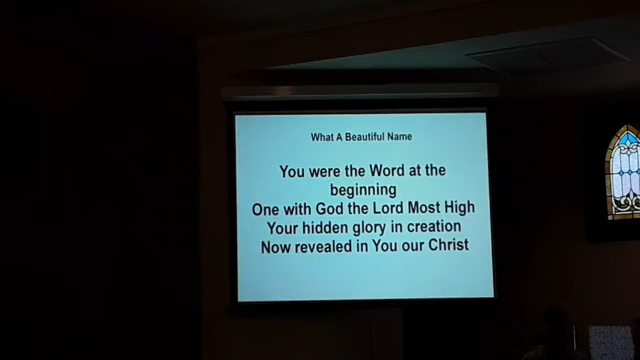 What A Beautiful Name
You were the Word at the
beginning
One with God the Lord Most High
Your hidden glory in creation
Now revealed in You our Christ